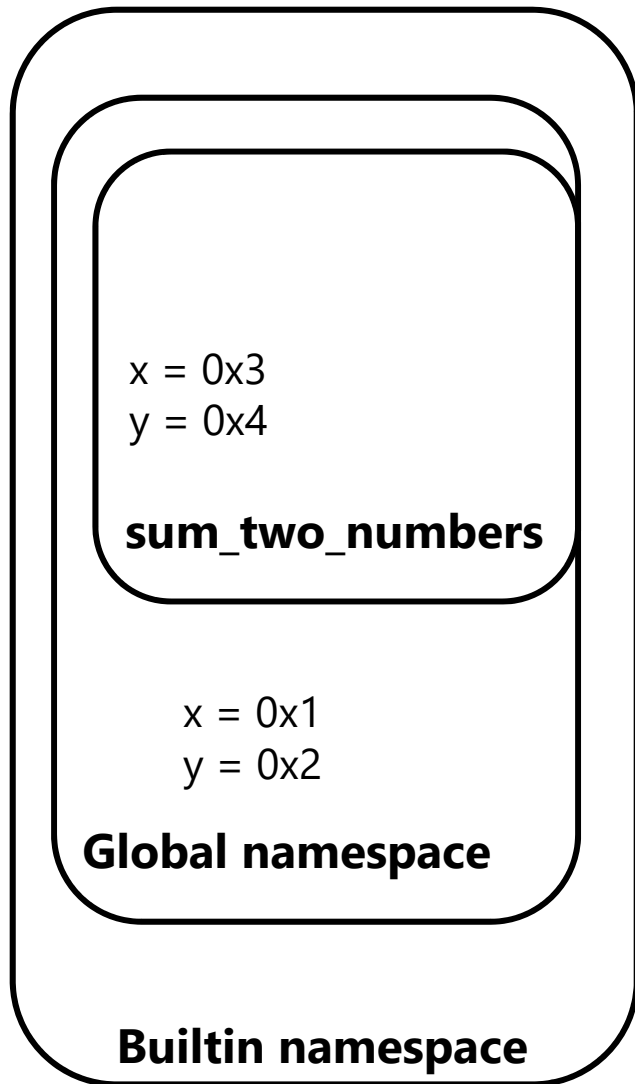 x = 0x3
y = 0x4
sum_two_numbers
x = 0x1
y = 0x2
Global namespace
Builtin namespace